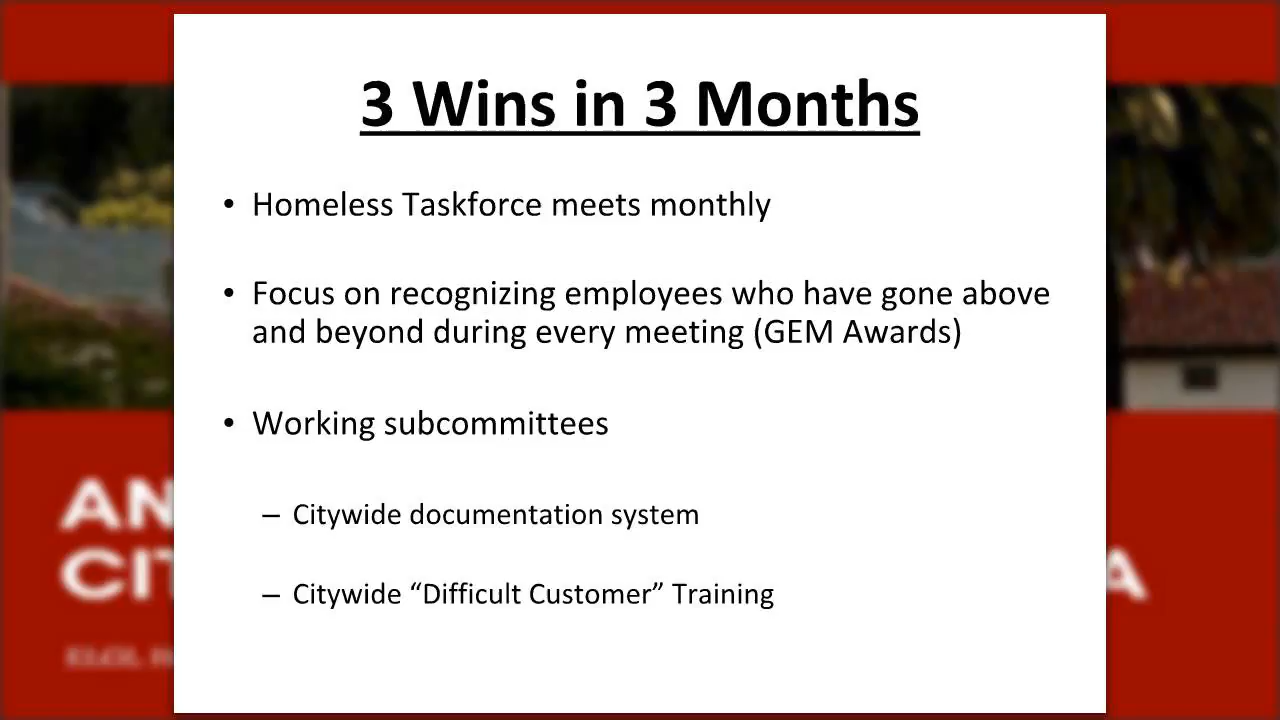 3 Wins in 3 Months
• Homeless Taskforce meets monthly
• Focus on recognizing employees who have gone above
and beyond during every meeting (GEM Awards)
• Working subcommittees
– Citywide documentation system
– Citywide “Difficult Customer” Training
AN
CIT
A
ELGL